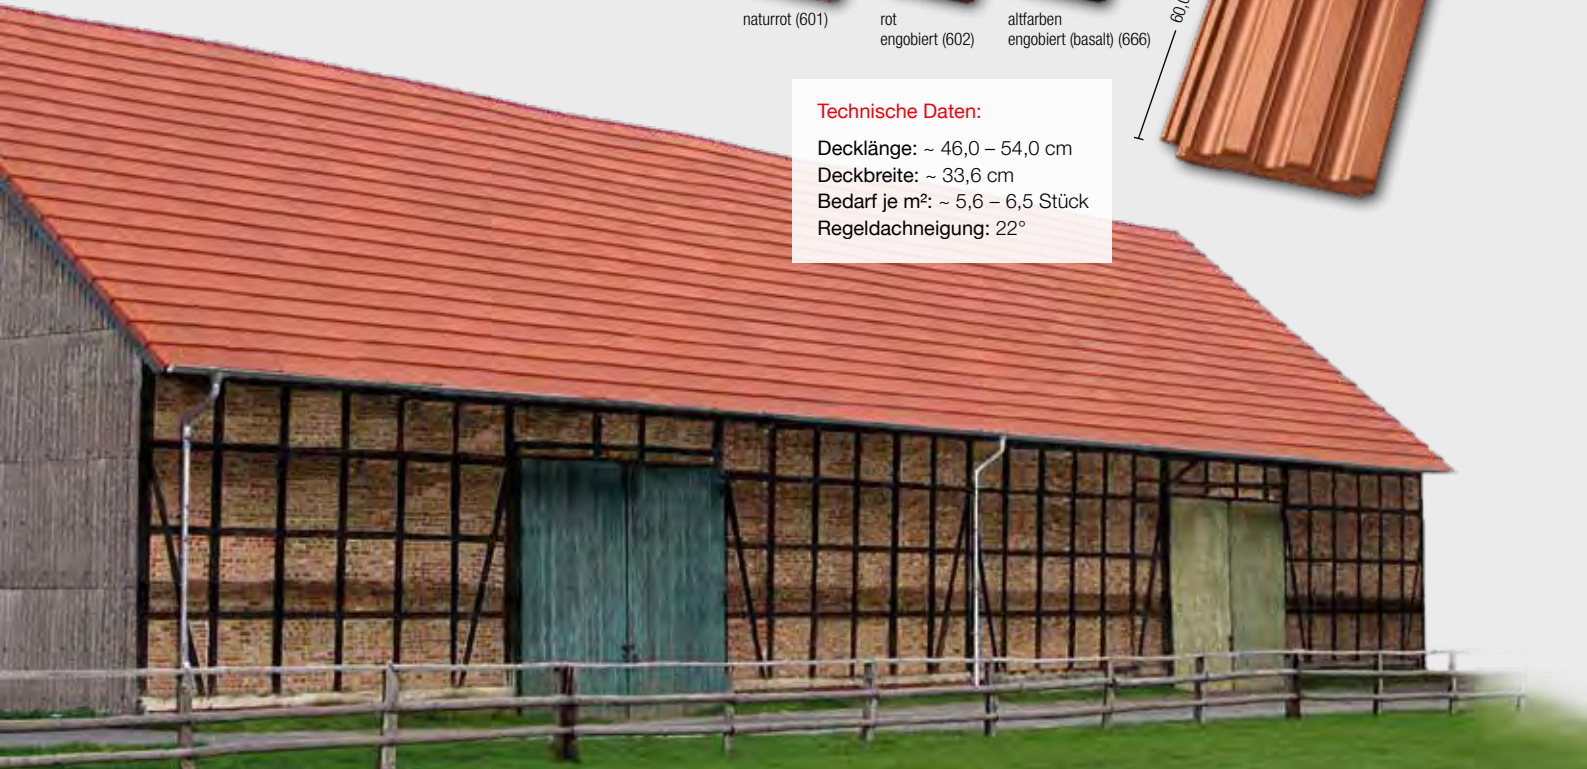 naturrot (601)
rot
engobiert (602)
altfarben
engobiert (basalt) (666)
Technische Daten:
Decklänge: ~ 46,0 – 54,0 cm
Deckbreite: ~ 33,6 cm
Bedarf je m²: ~ 5,6 – 6,5 Stück
Regeldachneigung: 22°